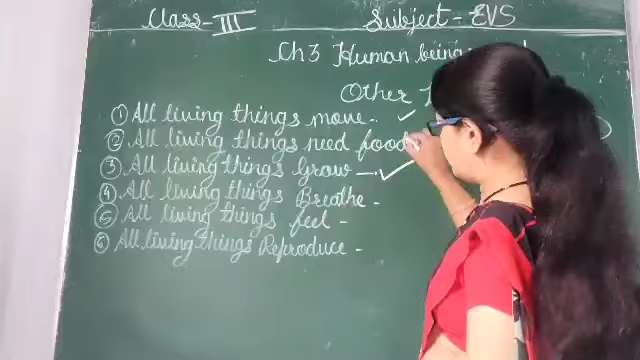 Class - III Subject - EVS
Ch 3 Human being
Other
① All living things move -
② All living things need food
③ All living things Grow -
④ All living things Breathe -
⑤ All living things feel -
⑥ All living things Reproduce -